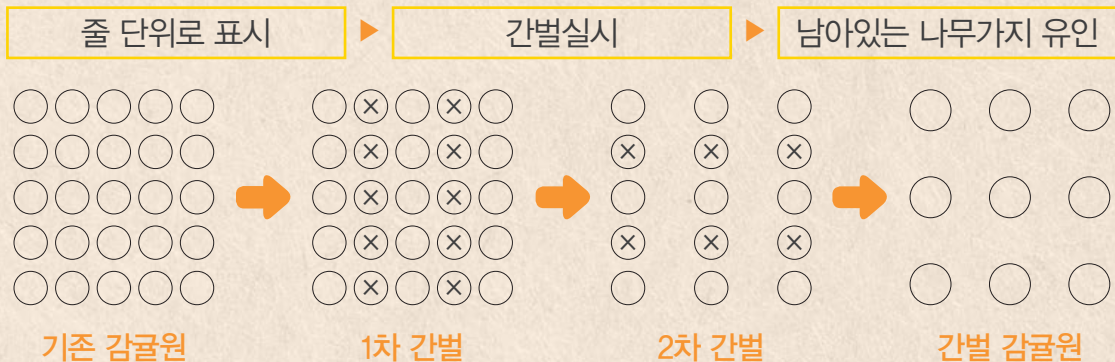 줄 단위로 표시 ▶ 간벌실시 ▶ 남아있는 나무가지 유인
기존 감귤원 1차 간벌 2차 간벌 간벌 감귤원